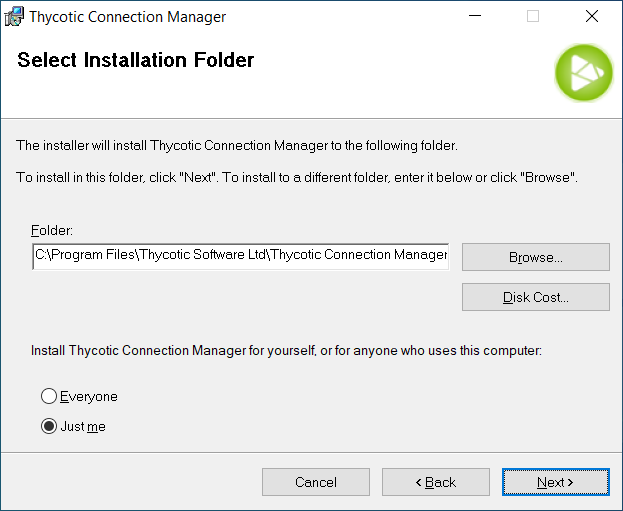 Thycotic Connection Manager
Select Installation Folder
The installer will install Thycotic Connection Manager to the following folder.
To install in this folder, click "Next". To install to a different folder, enter it below or click "Browse".
Folder:
C:\Program Files\Thycotic Software Ltd\Thycotic Connection Manager
Browse...
Disk Cost...
Install Thycotic Connection Manager for yourself, or for anyone who uses this computer:
Everyone
Just me
Cancel
< Back
Next >